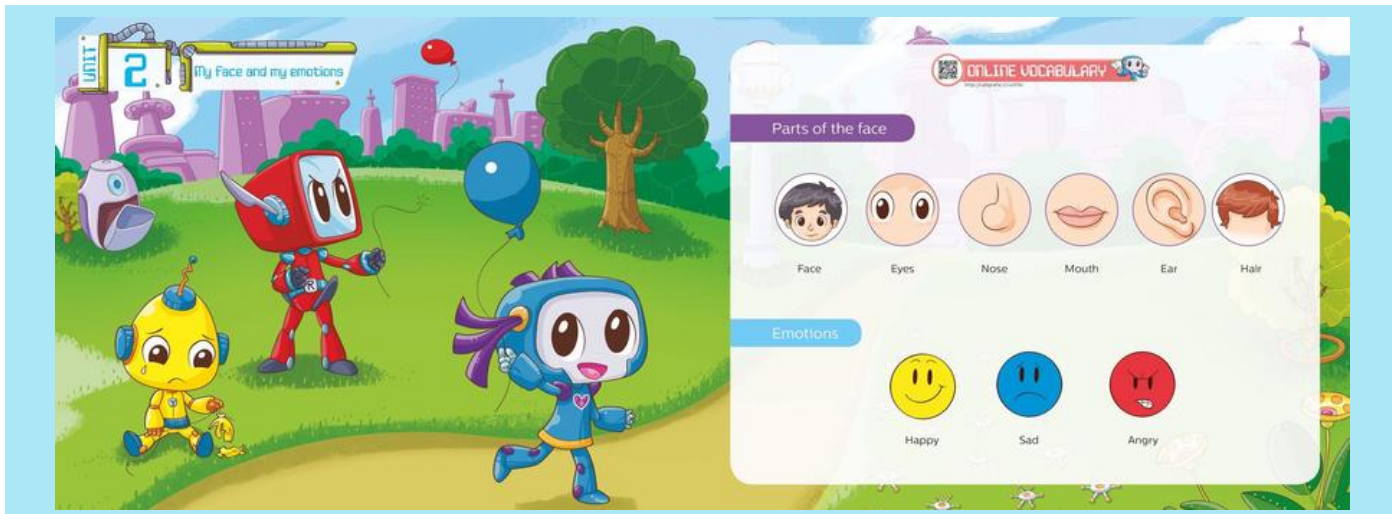 UNIT
2.
My face and my emotions
ONLINE VOCABULARY
Parts of the face
Face Eyes Nose Mouth Ear Hair
Emotions
Happy Sad Angry
R